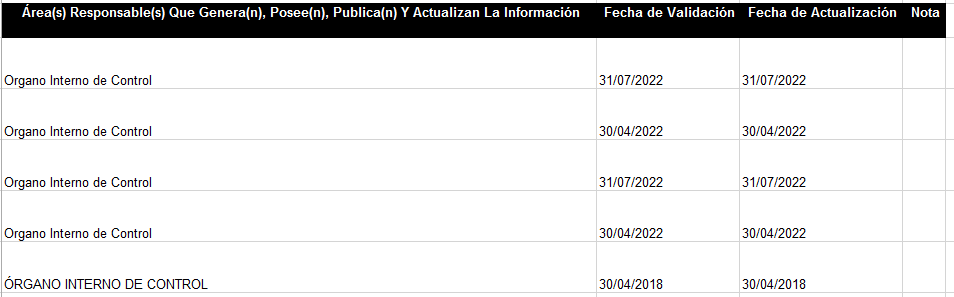 Área(s) Responsable(s) Que Genera(n), Posee(n), Publica(n) Y Actualizan La Información Fecha de Validación Fecha de Actualización Nota
Organo Interno de Control 31/07/2022 31/07/2022
Organo Interno de Control 30/04/2022 30/04/2022
Organo Interno de Control 31/07/2022 31/07/2022
Organo Interno de Control 30/04/2022 30/04/2022
ÓRGANO INTERNO DE CONTROL 30/04/2018 30/04/2018